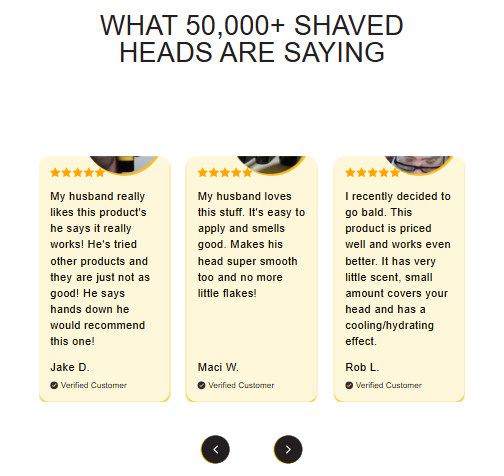 WHAT 50,000+ SHAVED
HEADS ARE SAYING
My husband really
likes this product's
he says it really
works! He's tried
other products and
they are just not as
good! He says
hands down he
would recommend
this one!
Jake D.
Verified Customer
My husband loves
this stuff. It's easy to
apply and smells
good. Makes his
head super smooth
too and no more
little flakes!
Maci W.
Verified Customer
I recently decided to
go bald. This
product is priced
well and works even
better. It has very
little scent, small
amount covers your
head and has a
cooling/hydrating
effect.
Rob L.
Verified Customer